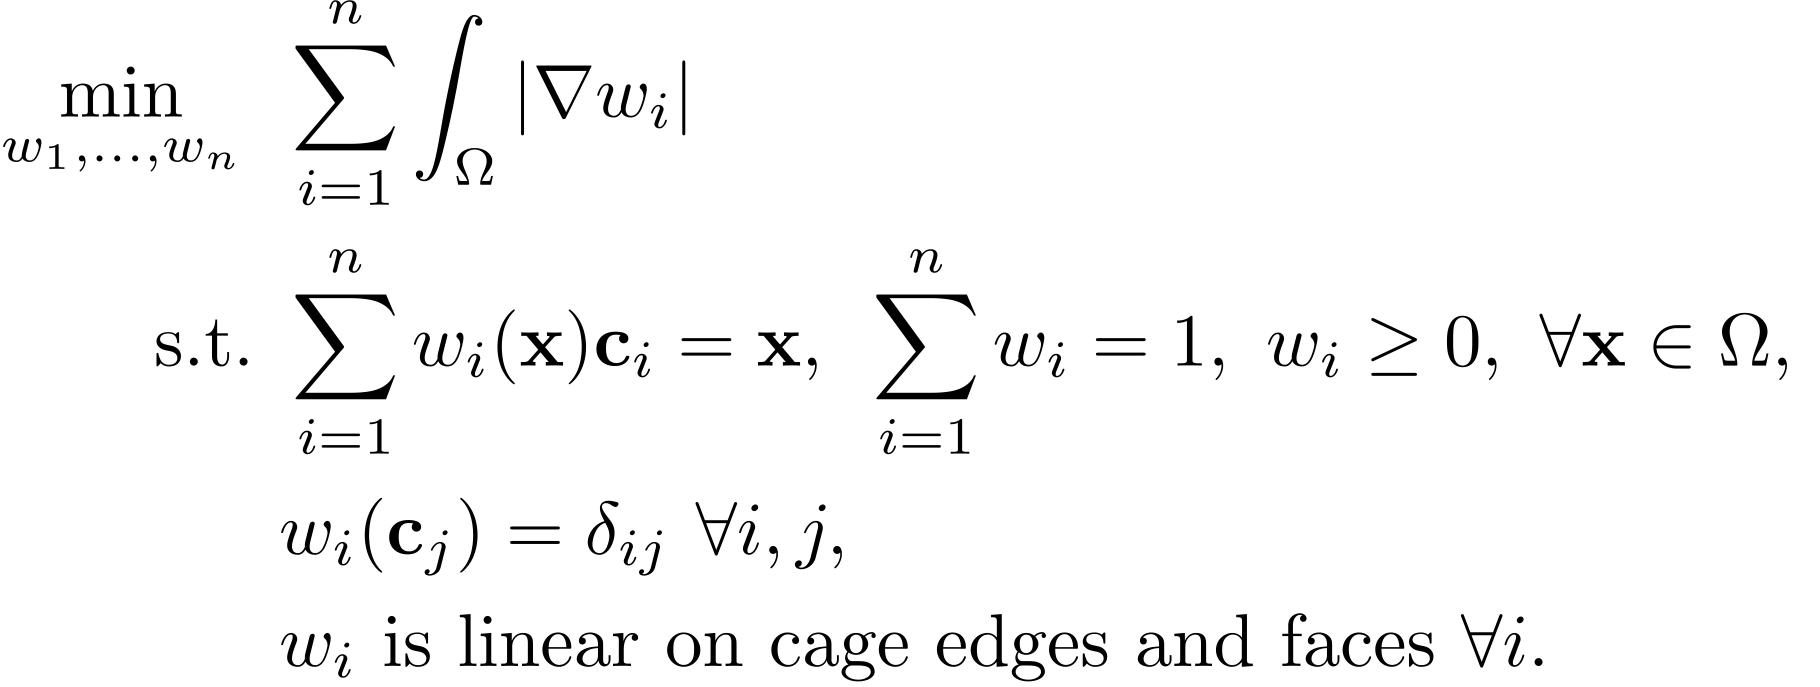 \min_{w_1,\ldots,w_n} \sum_{i=1}^{n} \int_{\Omega} |\nabla w_i|
s.t. \sum_{i=1}^{n} w_i(\mathbf{x})\mathbf{c}_i = \mathbf{x}, \sum_{i=1}^{n} w_i = 1, w_i \geq 0, \forall \mathbf{x} \in \Omega,
w_i(\mathbf{c}_j) = \delta_{ij} \forall i, j,
w_i is linear on cage edges and faces \forall i.